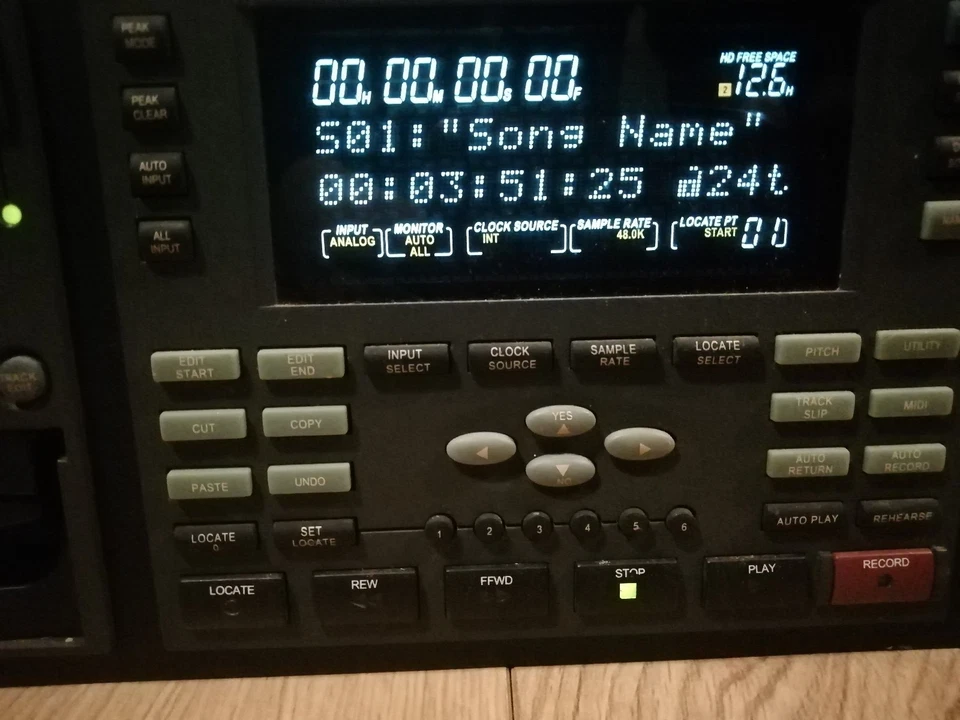 PEAK MODE
PEAK CLEAR
AUTO INPUT
ALL INPUT
HD FREE SPACE
00H 00M 00S 00F
2 12.6H
S01:"Song Name"
00:03:51:25 @24t
INPUT ANALOG
MONITOR AUTO ALL
CLOCK SOURCE INT
SAMPLE RATE 48.0K
LOCATE PT START 01
EDIT START
EDIT END
INPUT SELECT
CLOCK SOURCE
SAMPLE RATE
LOCATE SELECT
PITCH
UTILITY
CUT
COPY
YES
TRACK SLIP
MIDI
PASTE
UNDO
NO
AUTO RETURN
AUTO RECORD
LOCATE 0
SET LOCATE
1 2 3 4 5 6
AUTO PLAY
REHEARSE
LOCATE
REW
FFWD
STOP
PLAY
RECORD